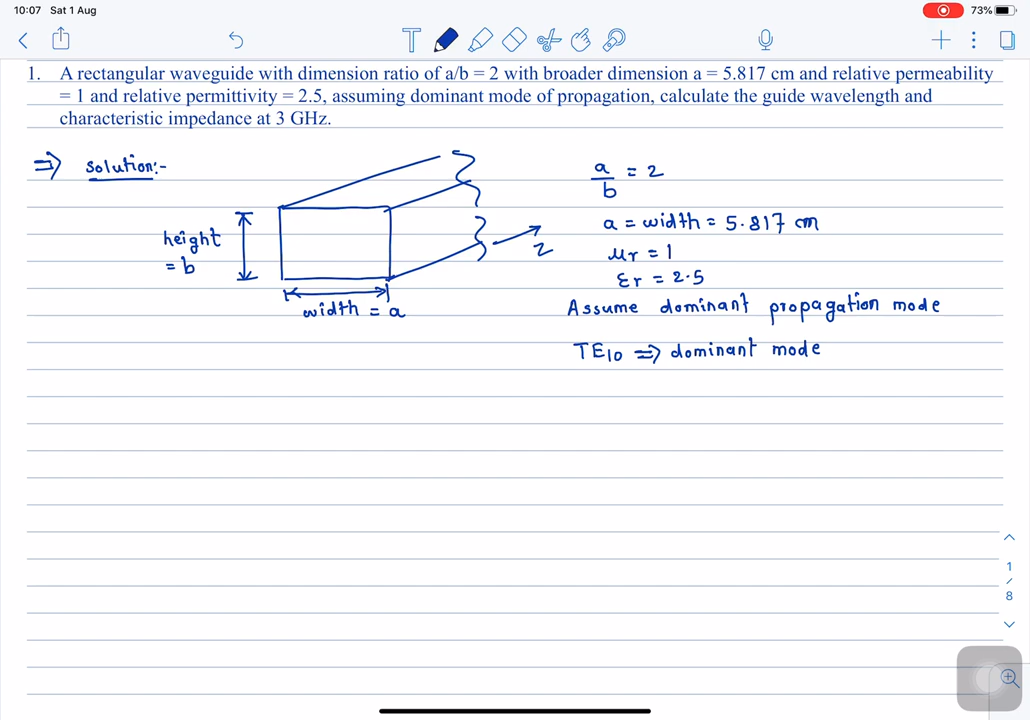 10:07 Sat 1 Aug
73%
1. A rectangular waveguide with dimension ratio of a/b = 2 with broader dimension a = 5.817 cm and relative permeability
= 1 and relative permittivity = 2.5, assuming dominant mode of propagation, calculate the guide wavelength and
characteristic impedance at 3 GHz.
⇒ Solution:-
a/b = 2
a = width = 5.817 cm
height
= b
z
μr = 1
εr = 2.5
width = a
Assume dominant propagation mode
TE10 ⇒ dominant mode
1
/
8